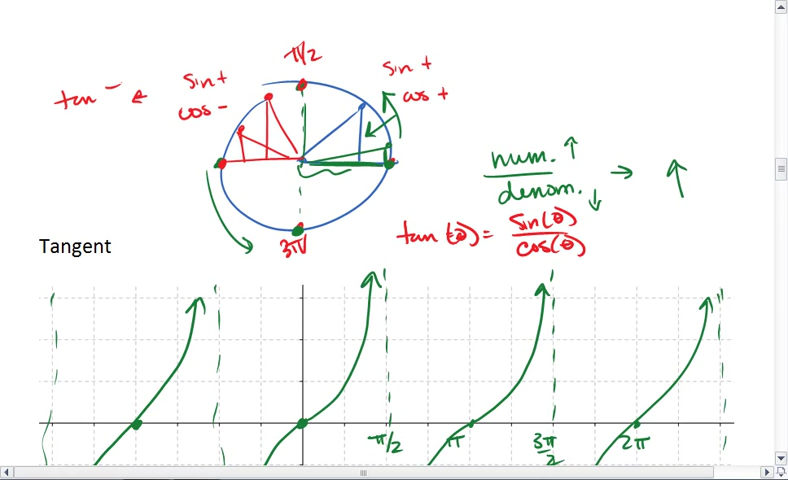 π/2
sin +
cos +
sin +
cos -
tan - ←
num. ↑
denom. ↓
→ ↑
tan (θ) = sin(θ)
cos(θ)
3π
Tangent
π/2
π
3π
2
2π